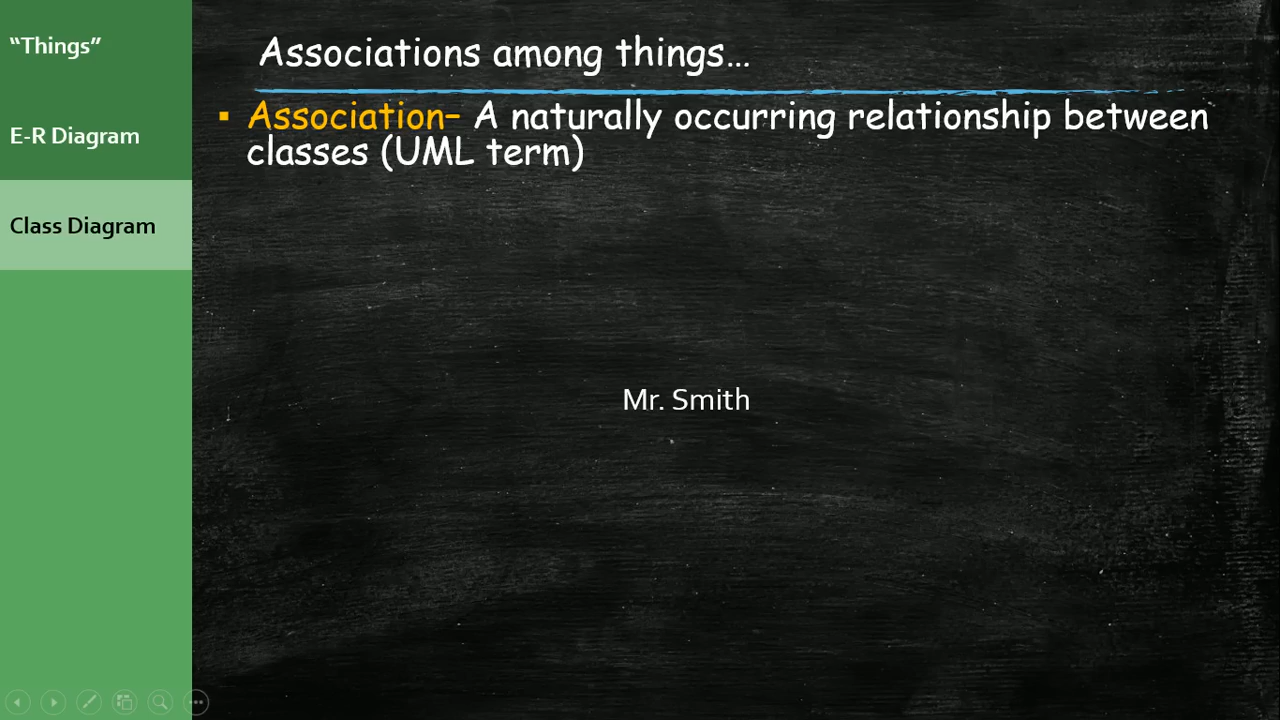 “Things”
E-R Diagram
Class Diagram
Associations among things…
▪ Association– A naturally occurring relationship between
classes (UML term)
Mr. Smith